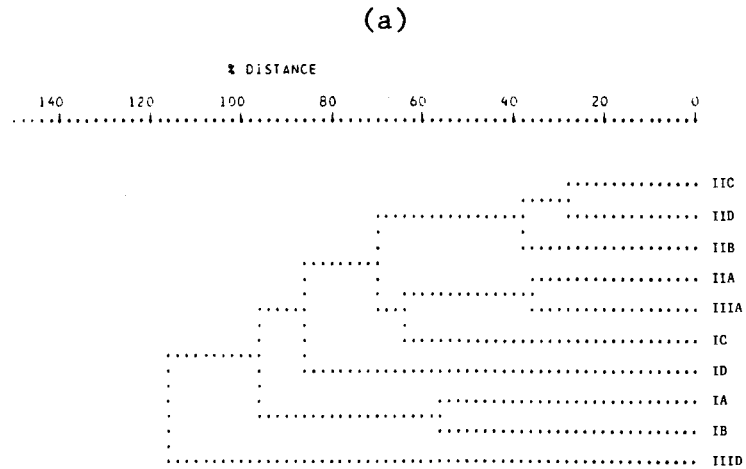 (a)
% DISTANCE
140 120 100 80 60 40 20 0
IIC
IID
IIB
IIA
IIIA
IC
ID
IA
IB
IIID